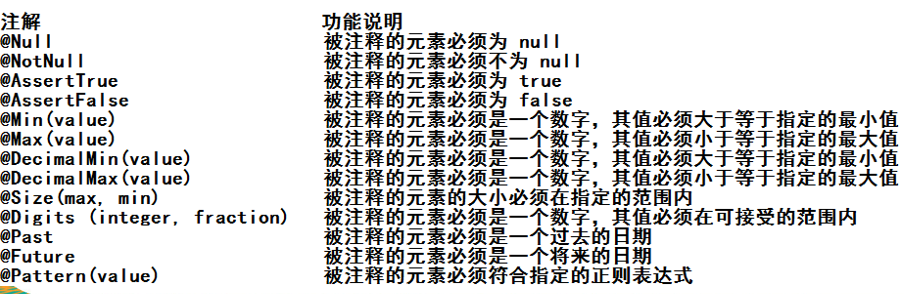 注解 功能说明
@Null 被注释的元素必须为 null
@NotNull 被注释的元素必须不为 null
@AssertTrue 被注释的元素必须为 true
@AssertFalse 被注释的元素必须为 false
@Min(value) 被注释的元素必须是一个数字，其值必须大于等于指定的最小值
@Max(value) 被注释的元素必须是一个数字，其值必须小于等于指定的最大值
@DecimalMin(value) 被注释的元素必须是一个数字，其值必须大于等于指定的最小值
@DecimalMax(value) 被注释的元素必须是一个数字，其值必须小于等于指定的最大值
@Size(max, min) 被注释的元素的大小必须在指定的范围内
@Digits (integer, fraction) 被注释的元素必须是一个数字，其值必须在可接受的范围内
@Past 被注释的元素必须是一个过去的日期
@Future 被注释的元素必须是一个将来的日期
@Pattern(value) 被注释的元素必须符合指定的正则表达式